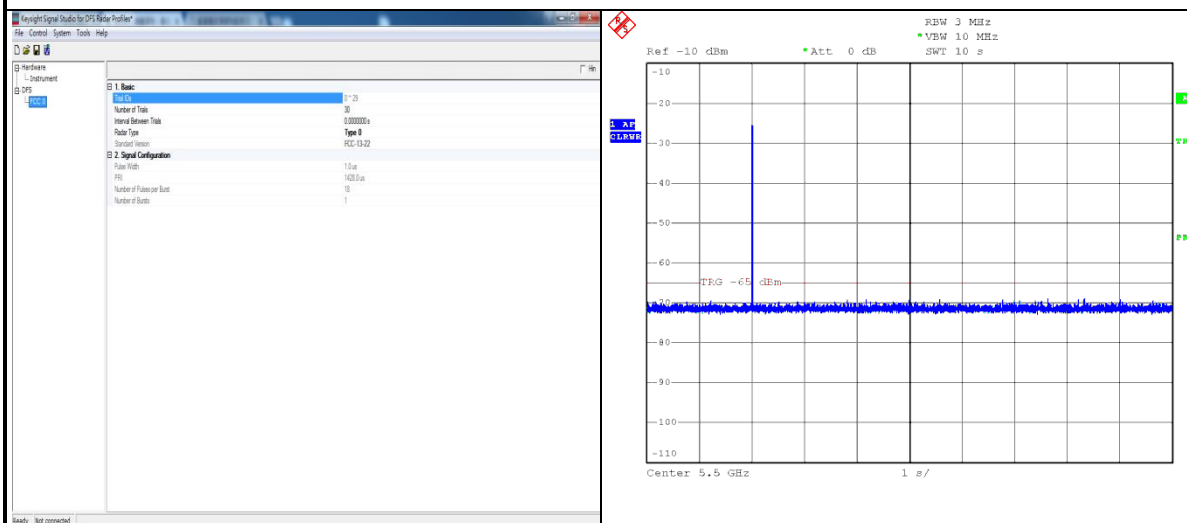 Keysight Signal Studio for DFS Radar Profiles*
File Control System Tools Help
Hardware
Instrument
DFS
FCC 0
Hin
1. Basic
Trial IDs 0 ~ 29
Number of Trials 30
Interval Between Trials 0.0000000 s
Radar Type Type 0
Standard Version FCC-13-22
2. Signal Configuration
Pulse Width 1.0 us
PRI 1428.0 us
Number of Pulses per Burst 18
Number of Bursts 1
Ready Not connected
R S
RBW 3 MHz
*VBW 10 MHz
Ref -10 dBm *Att 0 dB SWT 10 s
-10
-20
1 AP
CLRWR
-30
-40
-50
-60
TRG -65 dBm
-70
-80
-90
-100
-110
Center 5.5 GHz 1 s/